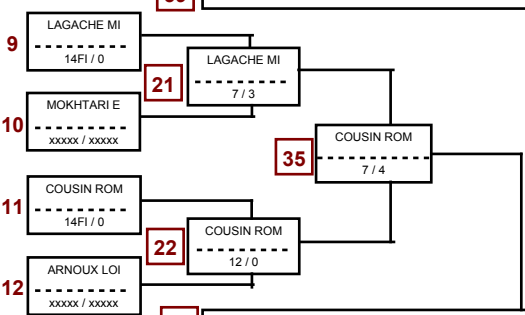 LAGACHE MI
9
14FI / 0
LAGACHE MI
21
7 / 3
MOKHTARI E
10
xxxxx / xxxxx
COUSIN ROM
35
7 / 4
COUSIN ROM
11
14FI / 0
COUSIN ROM
22
12 / 0
ARNOUX LOI
12
xxxxx / xxxxx